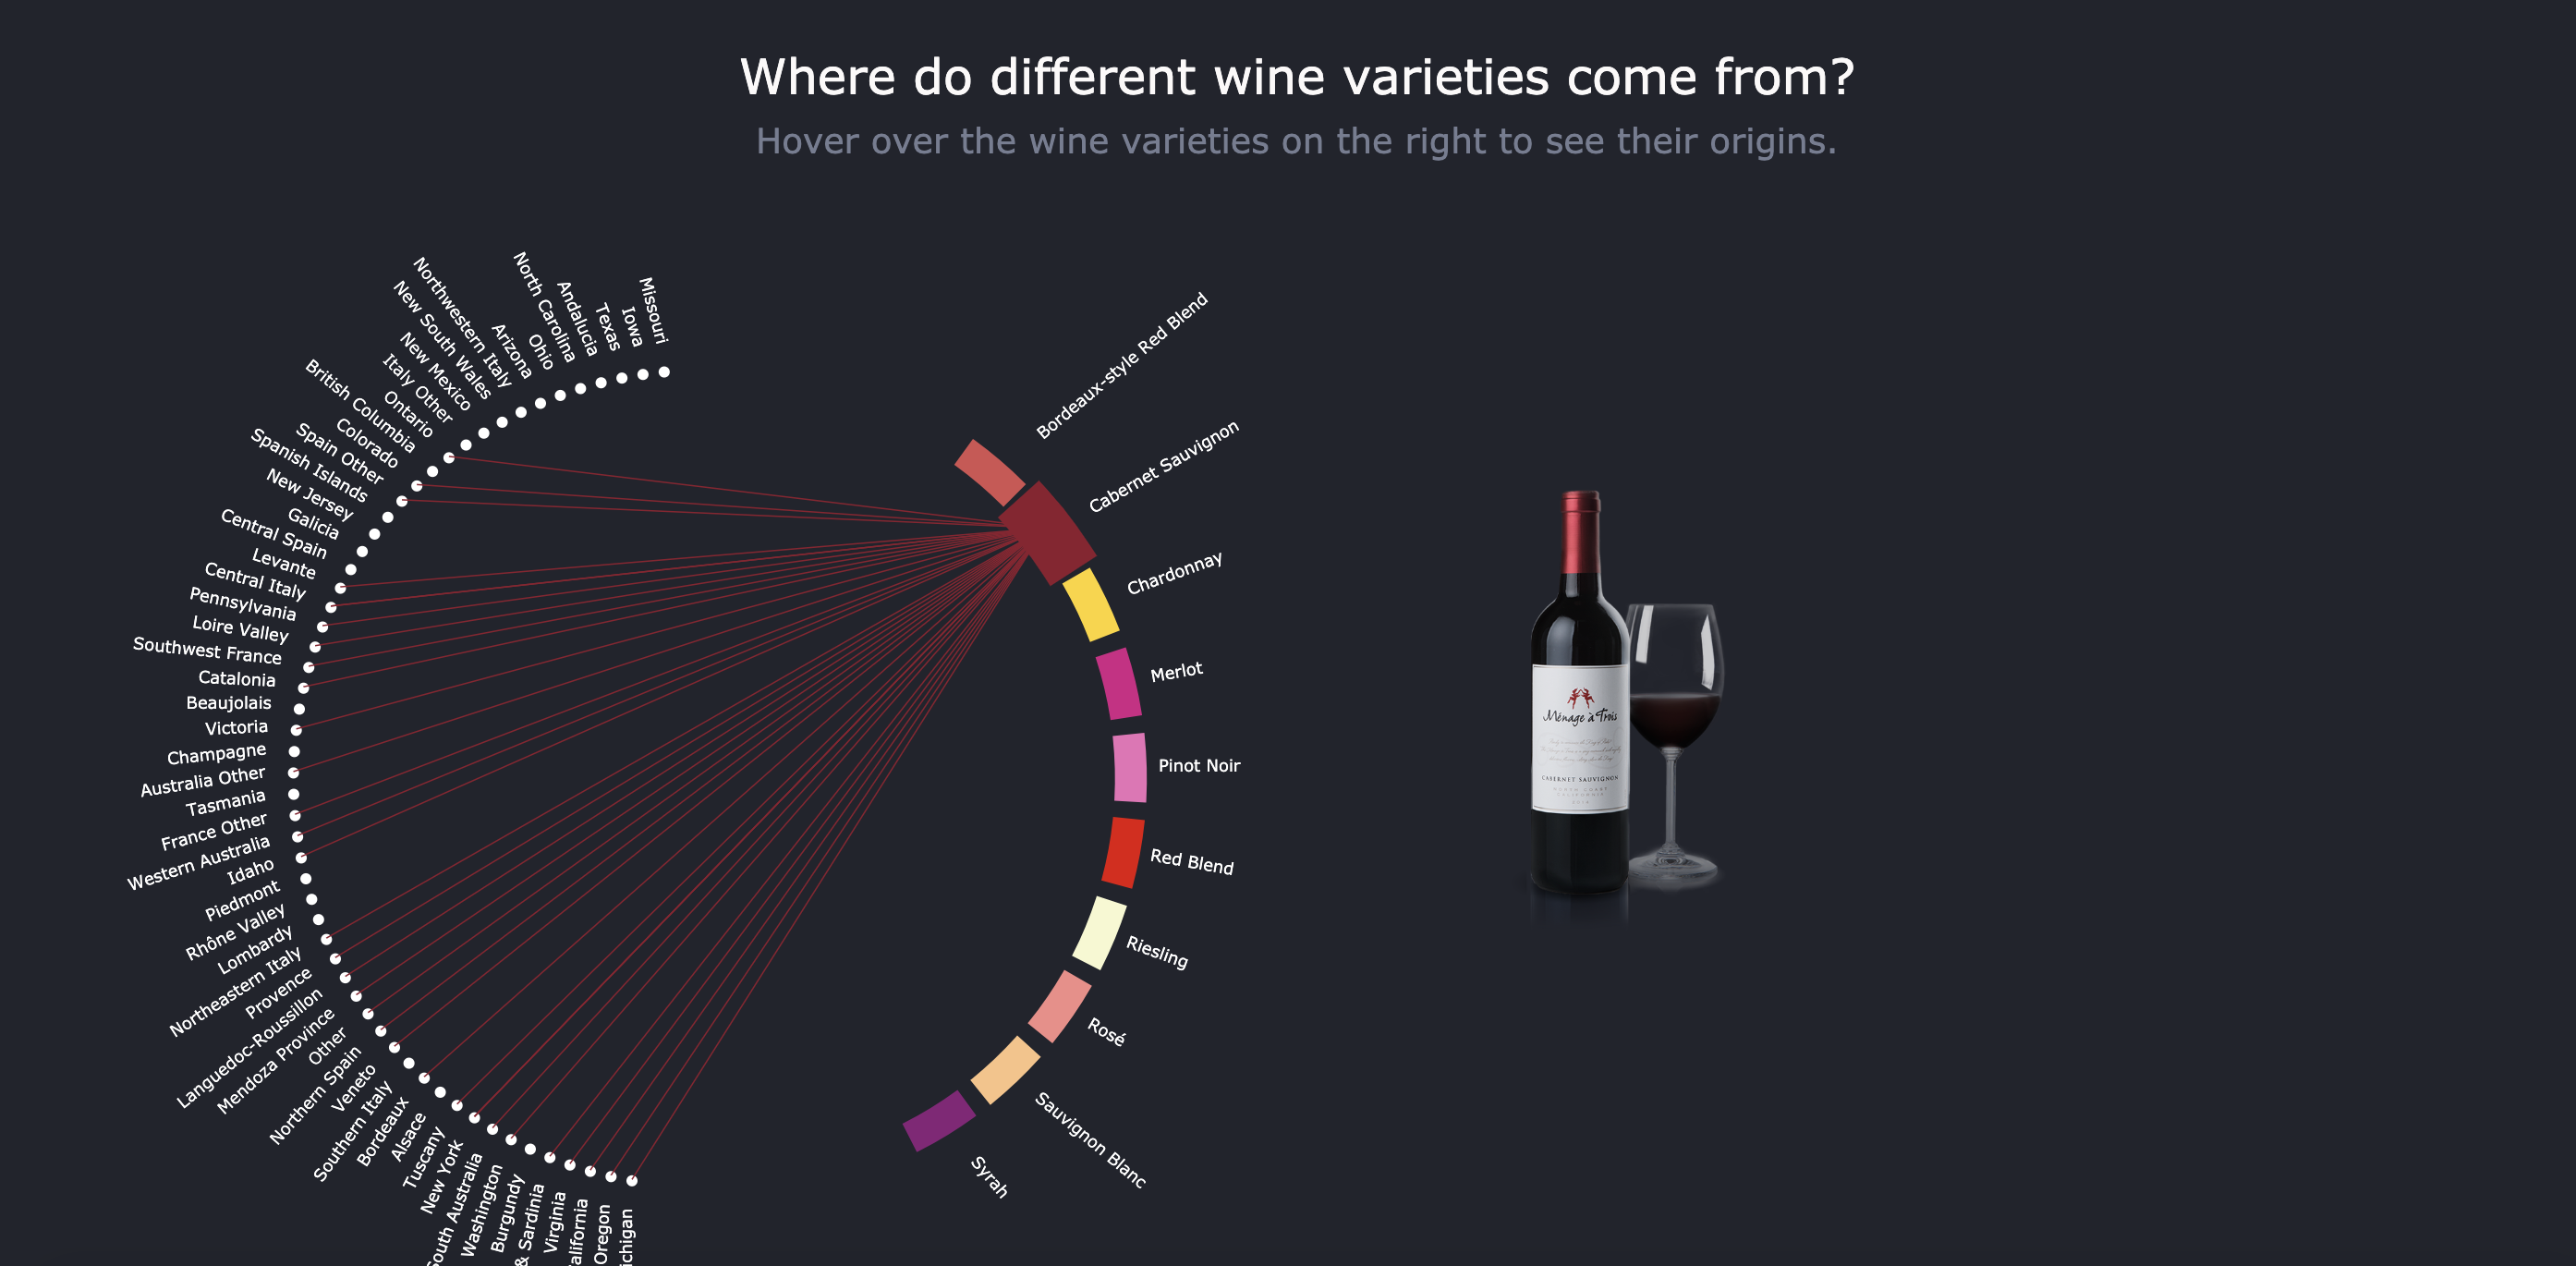 Where do different wine varieties come from?
Hover over the wine varieties on the right to see their origins.
Missouri
Iowa
Texas
Andalucia
North Carolina
Ohio
Arizona
Northwestern Italy
New South Wales
New Mexico
Italy Other
Ontario
British Columbia
Colorado
Spain Other
Spanish Islands
New Jersey
Galicia
Central Spain
Levante
Central Italy
Pennsylvania
Loire Valley
Southwest France
Catalonia
Beaujolais
Victoria
Champagne
Australia Other
Tasmania
France Other
Western Australia
Idaho
Piedmont
Rhône Valley
Lombardy
Northeastern Italy
Provence
Languedoc-Roussillon
Mendoza Province
Other
Northern Spain
Veneto
Southern Italy
Bordeaux
Alsace
Tuscany
New York
South Australia
Washington
Burgundy
& Sardinia
Virginia
alifornia
Oregon
ichigan
Bordeaux-style Red Blend
Cabernet Sauvignon
Chardonnay
Merlot
Pinot Noir
Red Blend
Riesling
Rosé
Sauvignon Blanc
Syrah
Ménage à Trois
CABERNET SAUVIGNON
NORTH COAST
CALIFORNIA